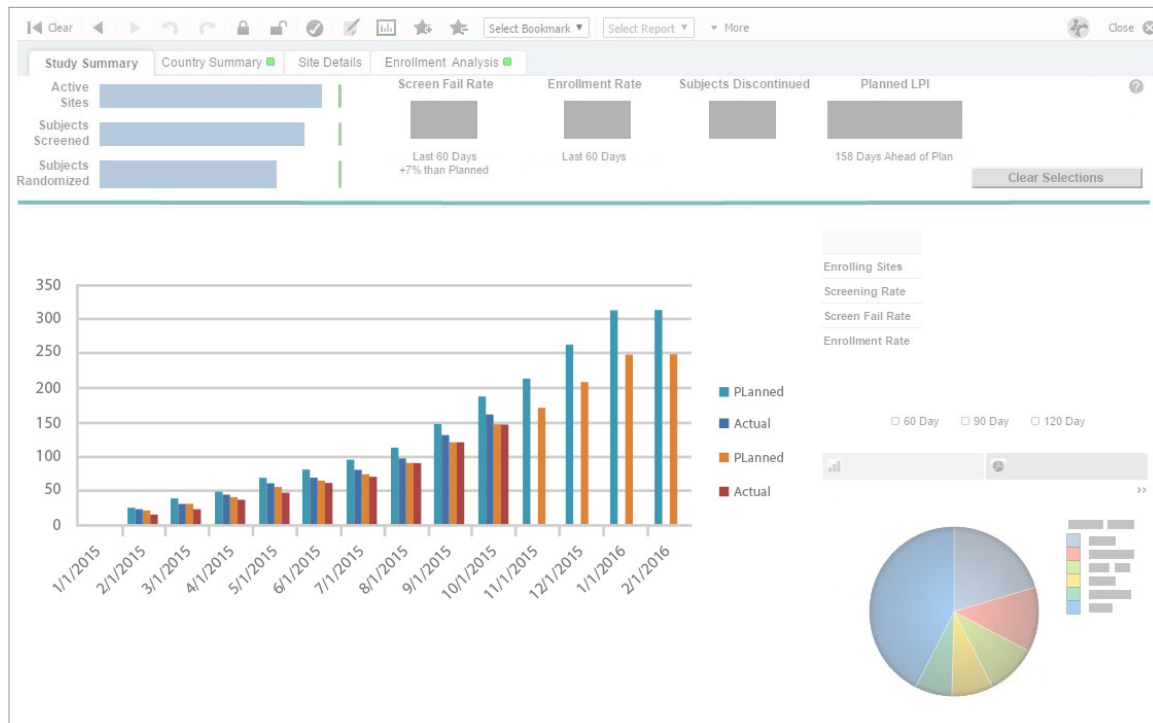 Clear
Select Bookmark ▼
Select Report ▼
▼ More
Close
Study Summary
Country Summary
Site Details
Enrollment Analysis
Active
Sites
Subjects
Screened
Subjects
Randomized
Screen Fail Rate
Last 60 Days
+7% than Planned
Enrollment Rate
Last 60 Days
Subjects Discontinued
Planned LPI
158 Days Ahead of Plan
?
Clear Selections
350
300
250
200
150
100
50
0
1/1/2015
2/1/2015
3/1/2015
4/1/2015
5/1/2015
6/1/2015
7/1/2015
8/1/2015
9/1/2015
10/1/2015
11/1/2015
12/1/2015
1/1/2016
2/1/2016
PLanned
Actual
PLanned
Actual
Enrolling Sites
Screening Rate
Screen Fail Rate
Enrollment Rate
60 Day
90 Day
120 Day
>>